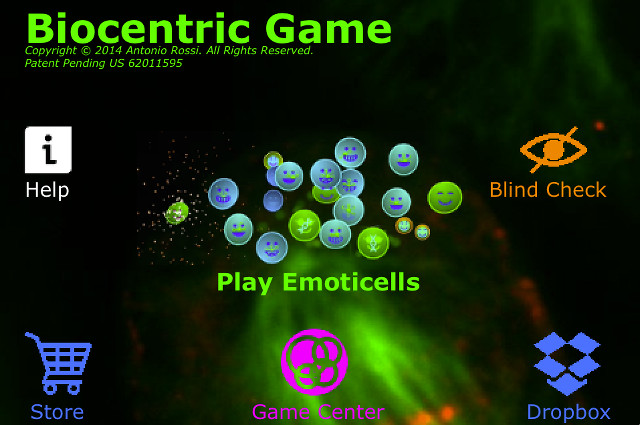 Biocentric Game
Copyright © 2014 Antonio Rossi. All Rights Reserved.
Patent Pending US 62011595
i
Help
Blind Check
Play Emoticells
Store
Game Center
Dropbox